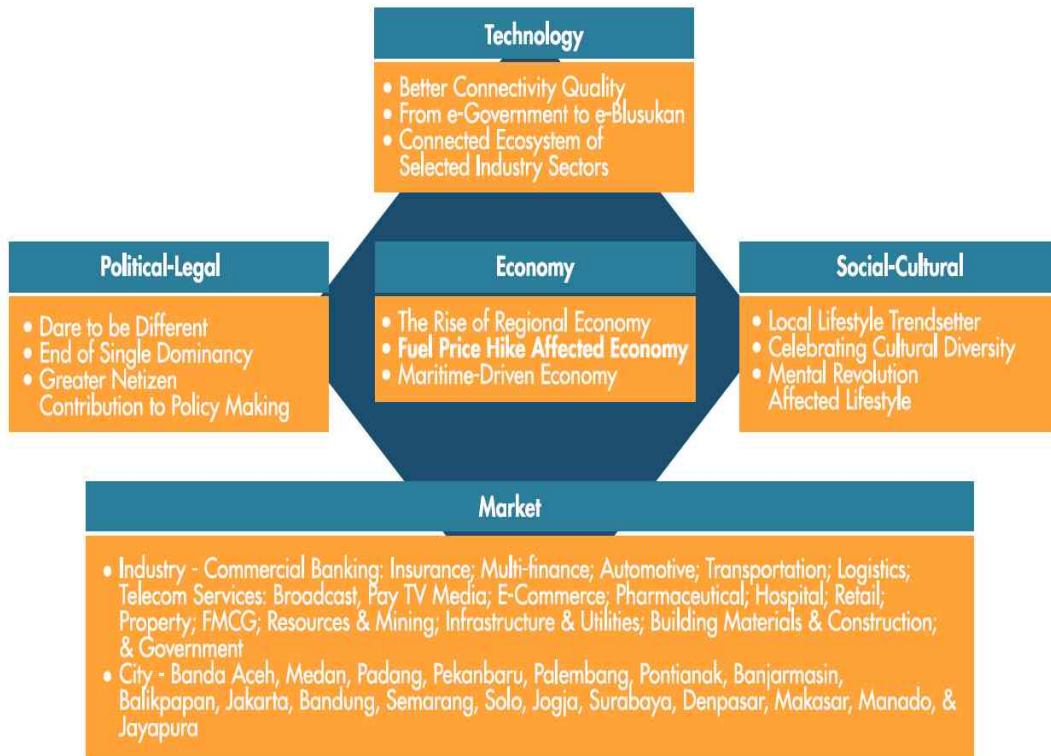 Technology
• Better Connectivity Quality
• From e-Government to e-Blusukan
• Connected Ecosystem of
Selected Industry Sectors
Political-Legal
• Dare to be Different
• End of Single Dominancy
• Greater Netizen
Contribution to Policy Making
Economy
• The Rise of Regional Economy
• Fuel Price Hike Affected Economy
• Maritime-Driven Economy
Social-Cultural
• Local Lifestyle Trendsetter
• Celebrating Cultural Diversity
• Mental Revolution
Affected Lifestyle
Market
• Industry - Commercial Banking: Insurance; Multi-finance; Automotive; Transportation; Logistics;
Telecom Services: Broadcast, Pay TV Media; E-Commerce; Pharmaceutical; Hospital; Retail;
Property; FMCG; Resources & Mining; Infrastructure & Utilities; Building Materials & Construction;
& Government
• City - Banda Aceh, Medan, Padang, Pekanbaru, Palembang, Pontianak, Banjarmasin,
Balikpapan, Jakarta, Bandung, Semarang, Solo, Jogja, Surabaya, Denpasar, Makasar, Manado, &
Jayapura